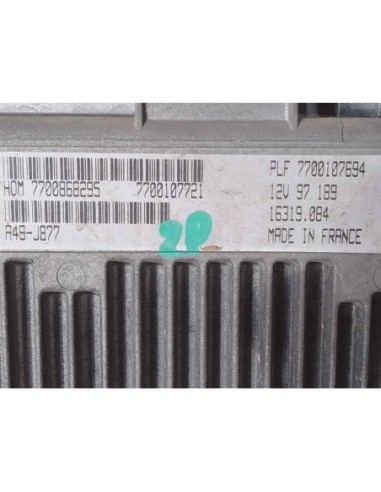 PLF 7700107694
HOM 7700868295 7700107721
12V 97 189
16319.084
A49-J877
MADE IN FRANCE